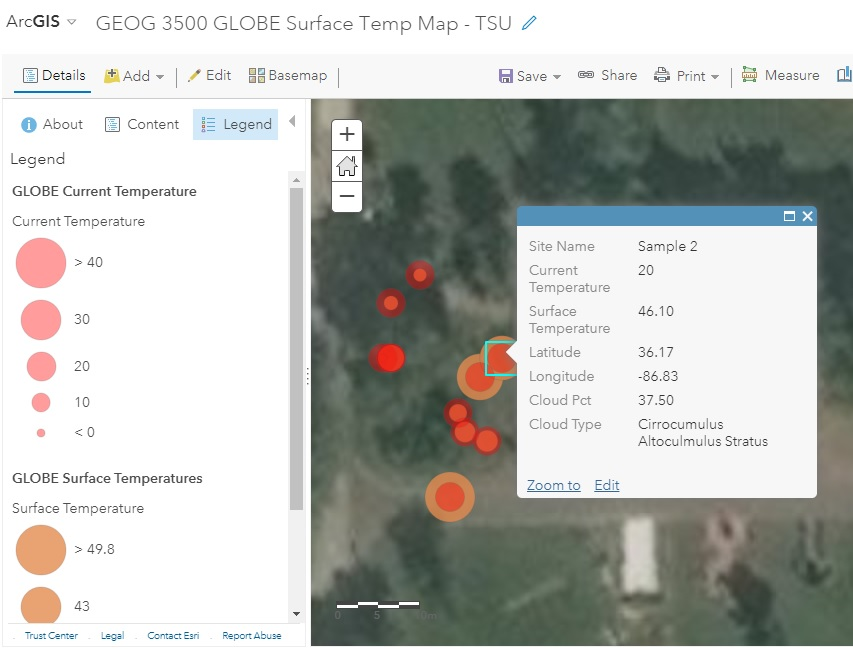 ArcGIS GEOG 3500 GLOBE Surface Temp Map - TSU
Details Add Edit Basemap Save Share Print Measure
About Content Legend
Legend
GLOBE Current Temperature
Current Temperature
> 40
30
20
10
< 0
GLOBE Surface Temperatures
Surface Temperature
> 49.8
43
Trust Center Legal Contact Esri Report Abuse
Site Name Sample 2
Current 20
Temperature
Surface 46.10
Temperature
Latitude 36.17
Longitude -86.83
Cloud Pct 37.50
Cloud Type Cirrocumulus
Altoculmulus Stratus
Zoom to Edit
0 5